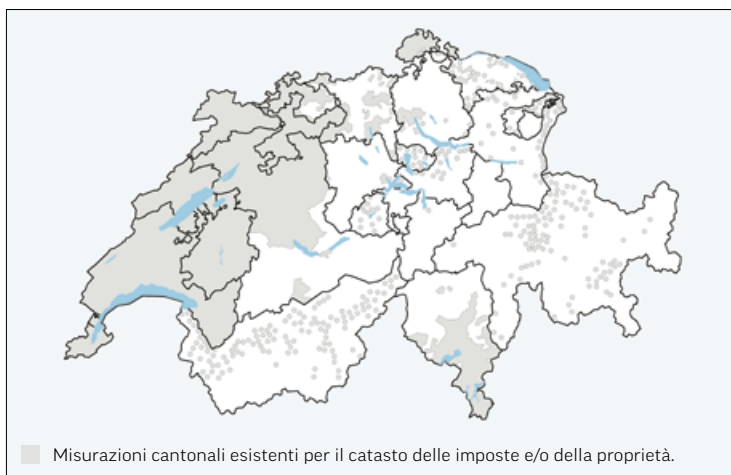 Misurazioni cantonali esistenti per il catasto delle imposte e/o della proprietà.